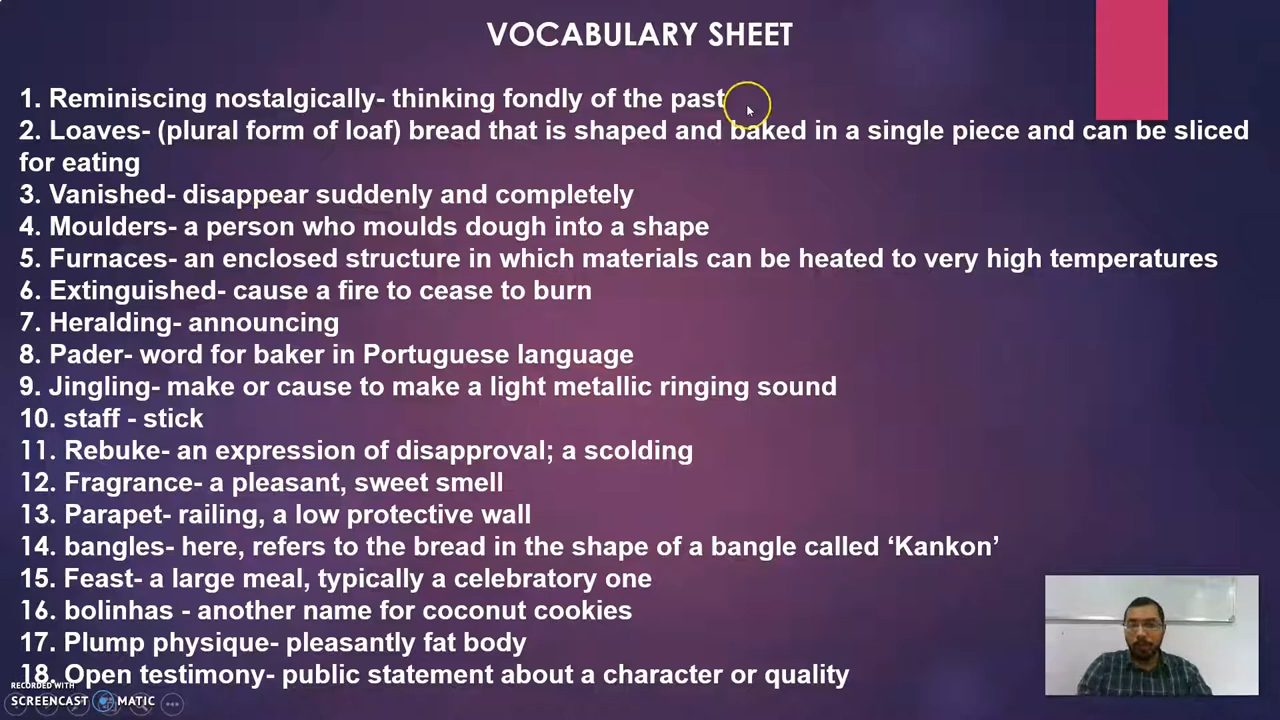 VOCABULARY SHEET
1. Reminiscing nostalgically- thinking fondly of the past
2. Loaves- (plural form of loaf) bread that is shaped and baked in a single piece and can be sliced
for eating
3. Vanished- disappear suddenly and completely
4. Moulders- a person who moulds dough into a shape
5. Furnaces- an enclosed structure in which materials can be heated to very high temperatures
6. Extinguished- cause a fire to cease to burn
7. Heralding- announcing
8. Pader- word for baker in Portuguese language
9. Jingling- make or cause to make a light metallic ringing sound
10. staff - stick
11. Rebuke- an expression of disapproval; a scolding
12. Fragrance- a pleasant, sweet smell
13. Parapet- railing, a low protective wall
14. bangles- here, refers to the bread in the shape of a bangle called ‘Kankon’
15. Feast- a large meal, typically a celebratory one
16. bolinhas - another name for coconut cookies
17. Plump physique- pleasantly fat body
18. Open testimony- public statement about a character or quality
RECORDED WITH
SCREENCAST MATIC